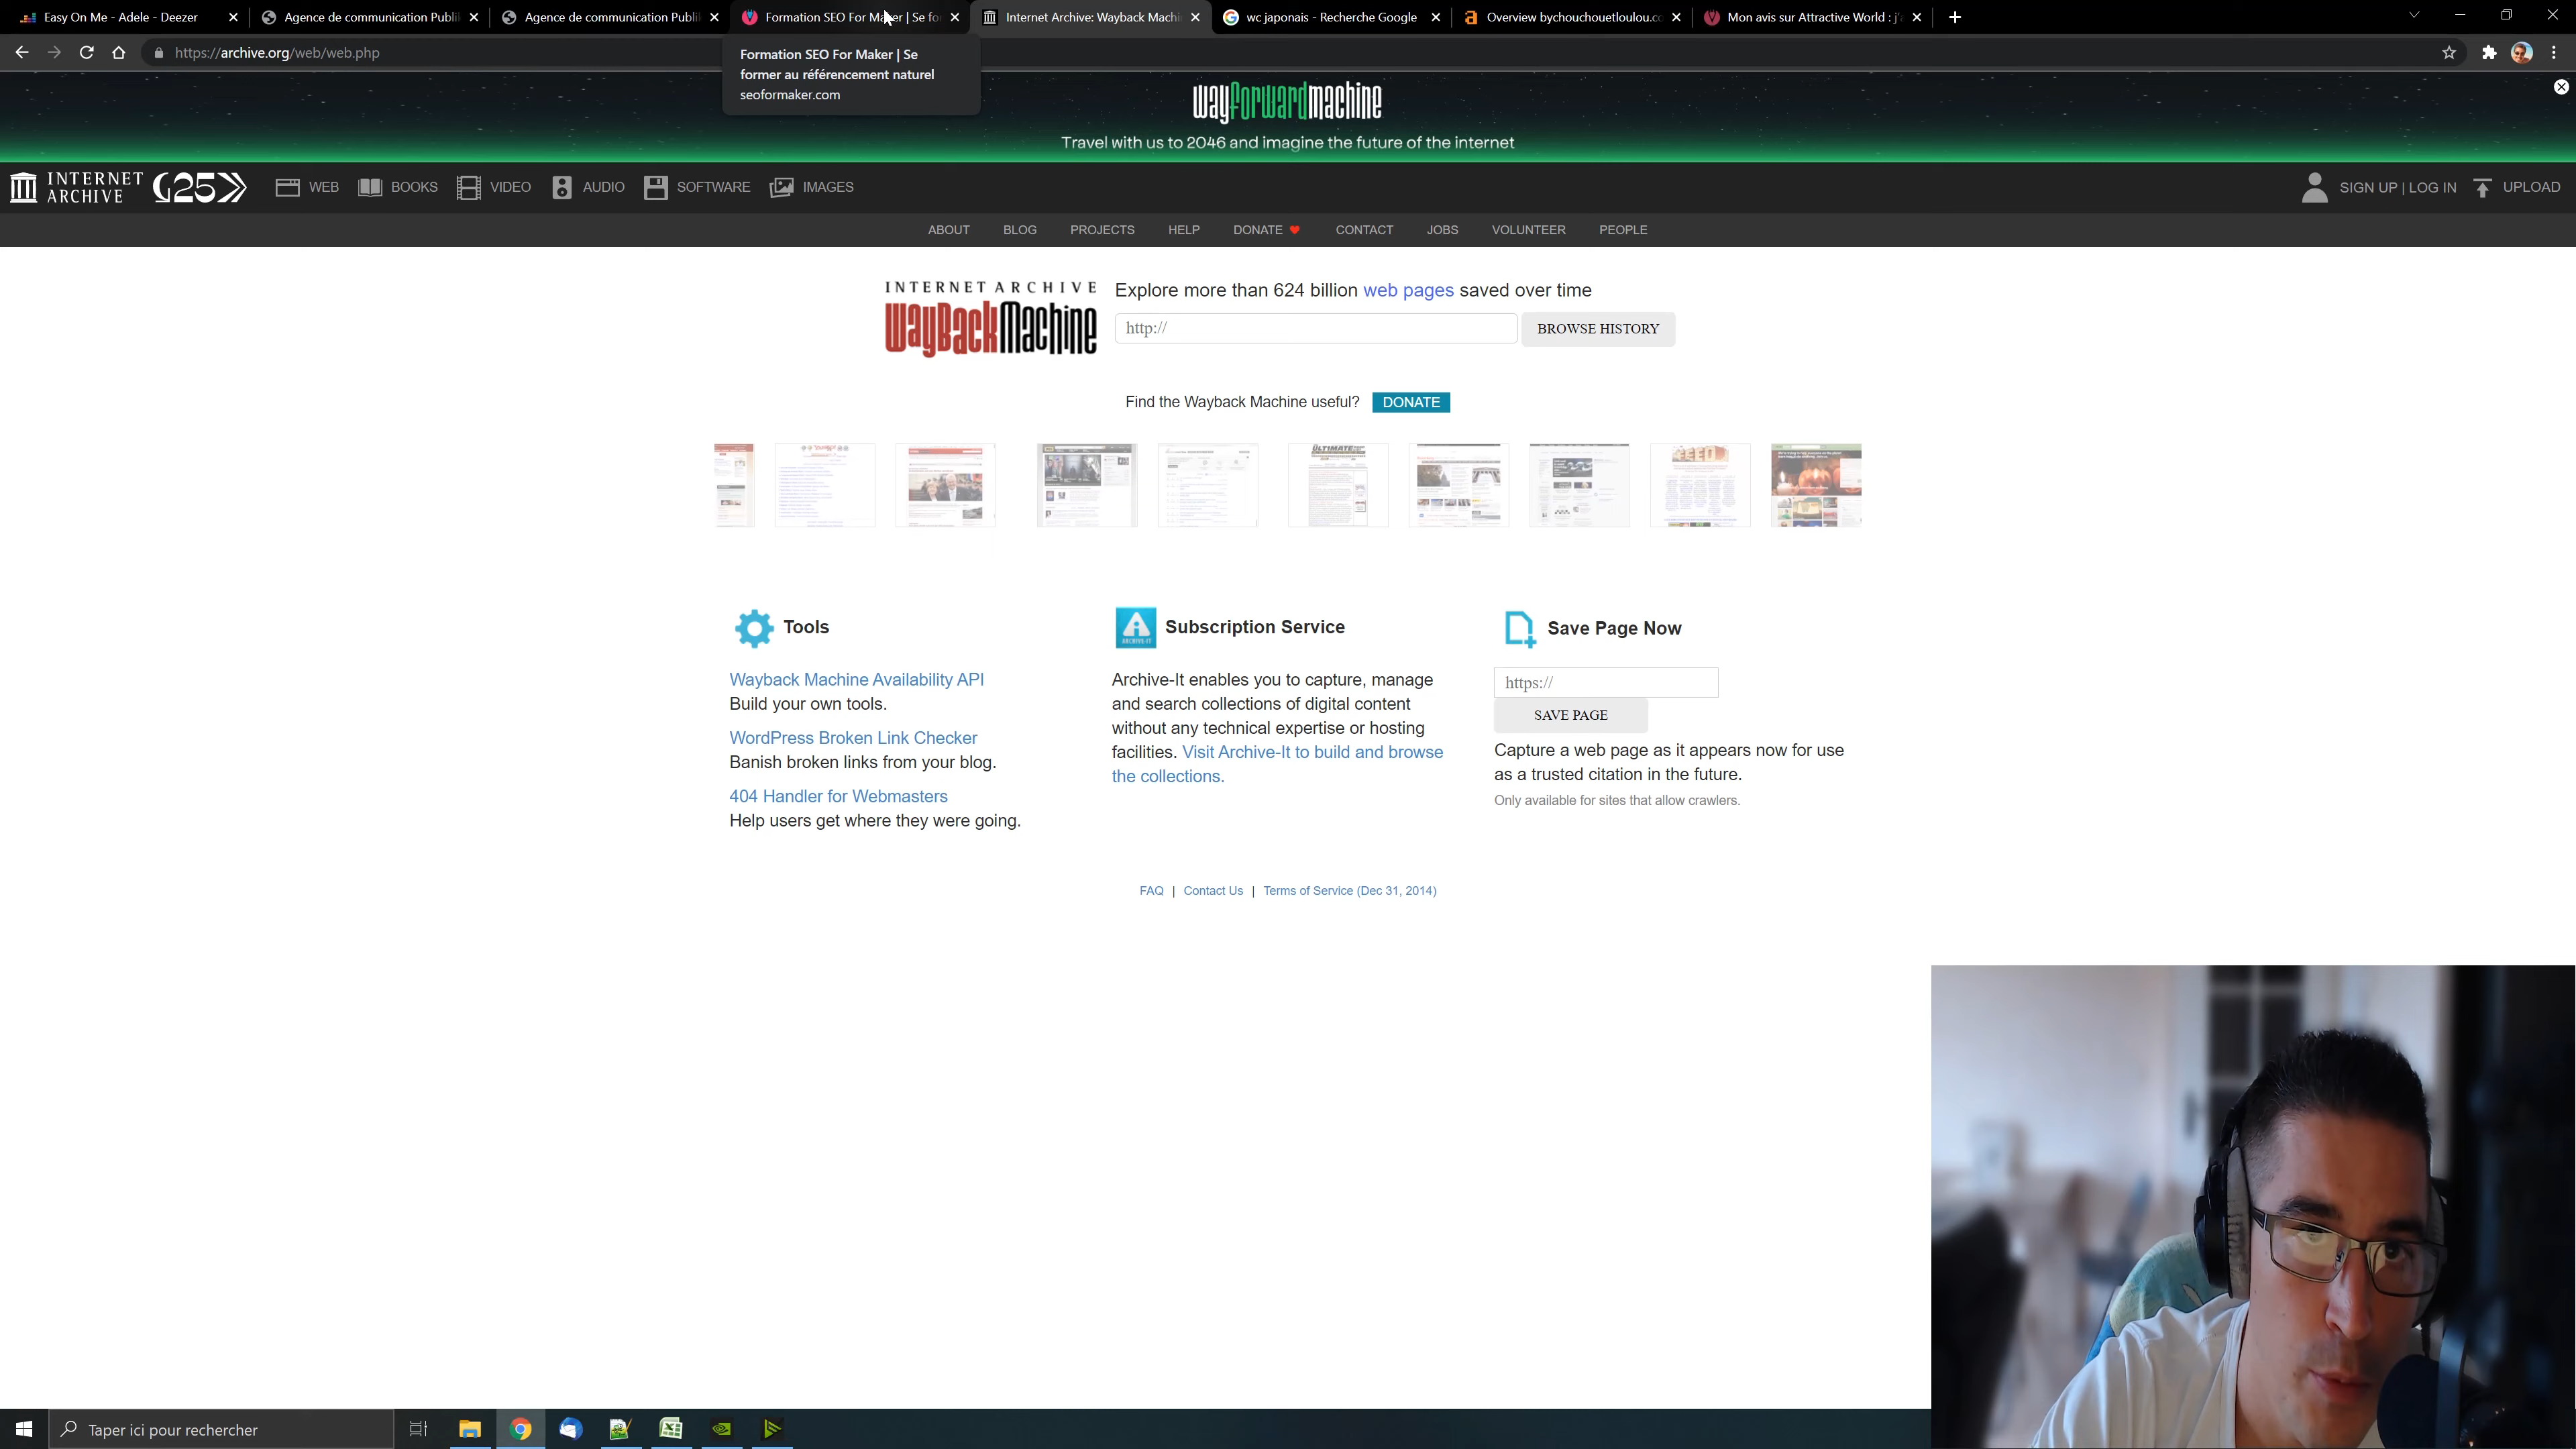 Easy On Me - Adele - Deezer
Agence de communication Publi
Agence de communication Publi
Formation SEO For Maker | Se fo
Internet Archive: Wayback Machi
wc japonais - Recherche Google
Overview bychouchouetloulou.co
Mon avis sur Attractive World : j'
https://archive.org/web/web.php
Formation SEO For Maker | Se
former au référencement naturel
seoformaker.com
wayforwardmachine
Travel with us to 2046 and imagine the future of the internet
INTERNET ARCHIVE
25
WEB
BOOKS
VIDEO
AUDIO
SOFTWARE
IMAGES
SIGN UP | LOG IN
UPLOAD
ABOUT
BLOG
PROJECTS
HELP
DONATE
CONTACT
JOBS
VOLUNTEER
PEOPLE
INTERNET ARCHIVE
WayBackMachine
Explore more than 624 billion web pages saved over time
http://
BROWSE HISTORY
Find the Wayback Machine useful?
DONATE
Tools
Wayback Machine Availability API
Build your own tools.
WordPress Broken Link Checker
Banish broken links from your blog.
404 Handler for Webmasters
Help users get where they were going.
Subscription Service
Archive-It enables you to capture, manage
and search collections of digital content
without any technical expertise or hosting
facilities. Visit Archive-It to build and browse
the collections.
Save Page Now
https://
SAVE PAGE
Capture a web page as it appears now for use
as a trusted citation in the future.
Only available for sites that allow crawlers.
FAQ | Contact Us | Terms of Service (Dec 31, 2014)
Taper ici pour rechercher